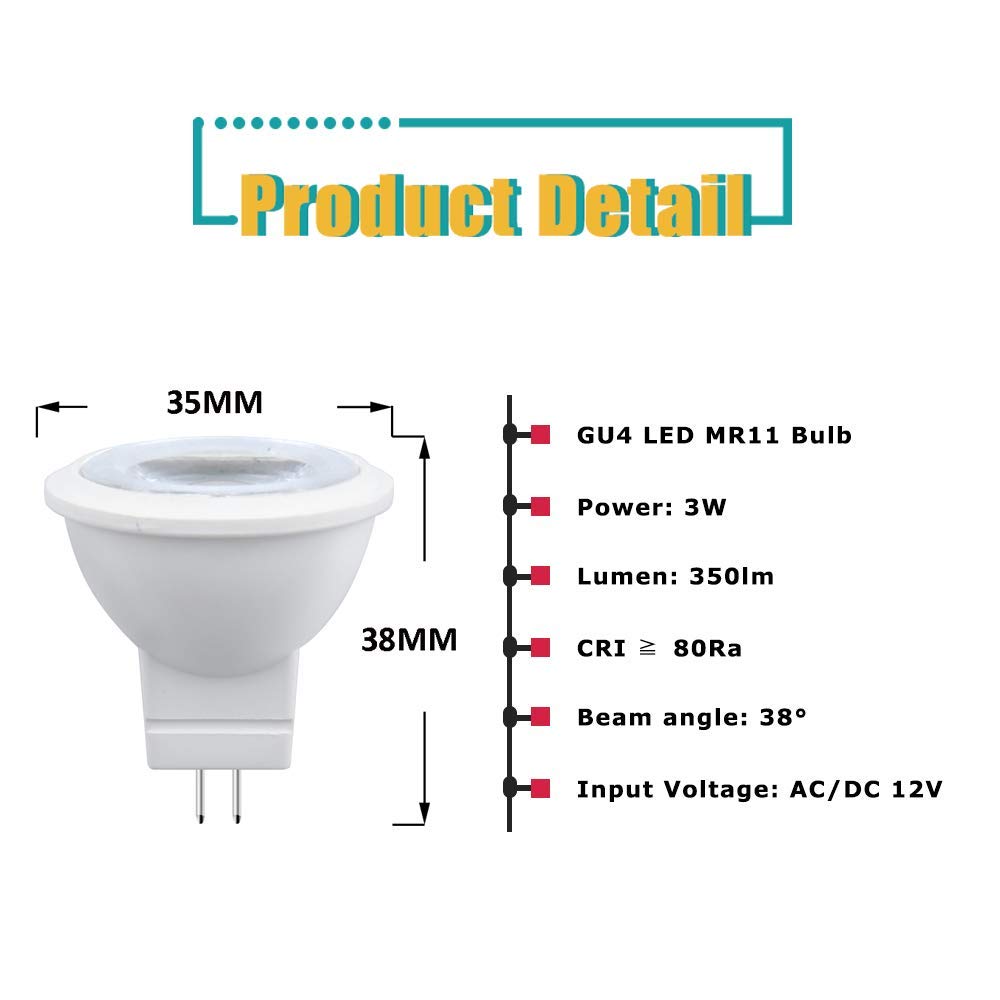 Product Detail
35MM
38MM
GU4 LED MR11 Bulb
Power: 3W
Lumen: 350lm
CRI ≧ 80Ra
Beam angle: 38°
Input Voltage: AC/DC 12V